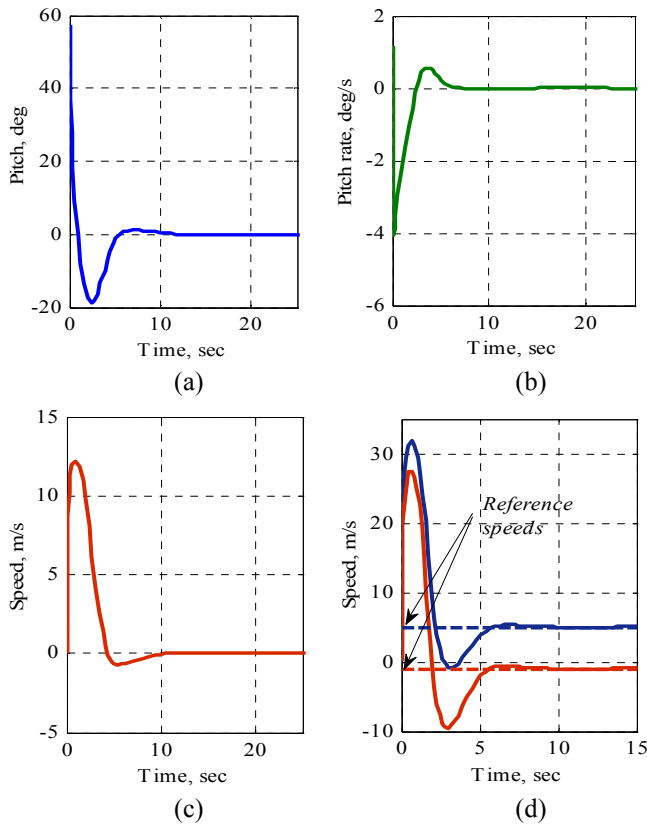 60
40
20
0
-20
Pitch, deg
0 10 20
Time, sec
(a)
2
0
-2
-4
-6
Pitch rate, deg/s
0 10 20
Time, sec
(b)
15
10
5
0
-5
Speed, m/s
0 10 20
Time, sec
(c)
30
20
10
0
-10
Speed, m/s
Reference
speeds
0 5 10 15
Time, sec
(d)